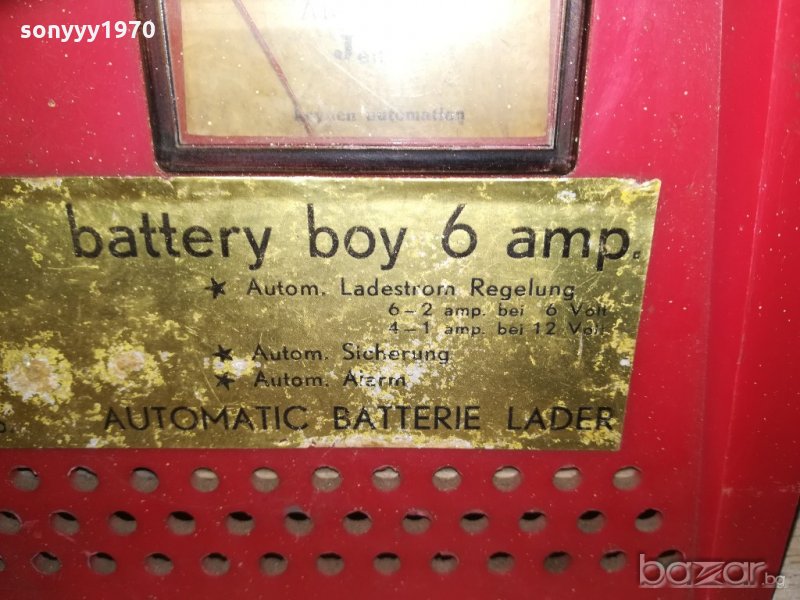 sonyyy1970
automation
battery boy 6 amp.
★ Autom. Ladestrom Regelung
6-2 amp. bei 6 Volt
4-1 amp. bei 12 Volt
★ Autom. Sicherung
★ Autom. Alarm
AUTOMATIC BATTERIE LADER
bazar.bg